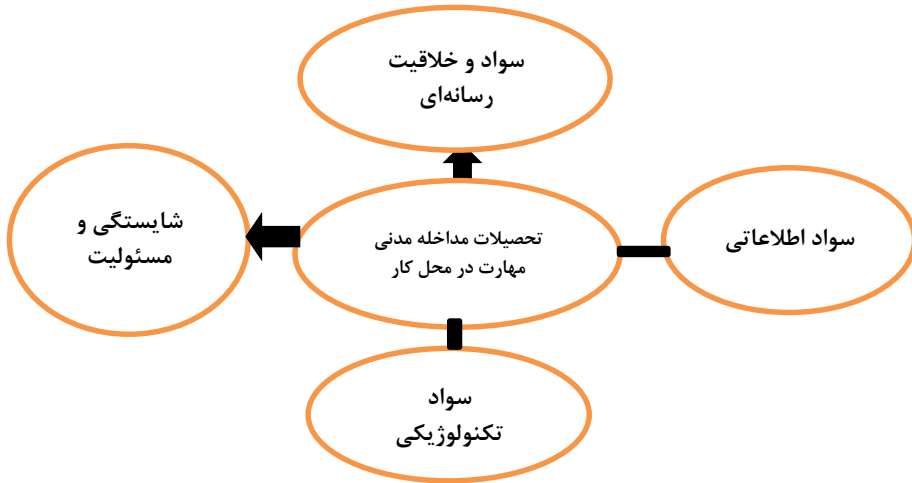 سواد و خلاقیت
رسانه‌ای
سواد اطلاعاتی
تحصیلات مداخله مدنی
مهارت در محل کار
شایستگی و
مسئولیت
سواد
تکنولوژیکی